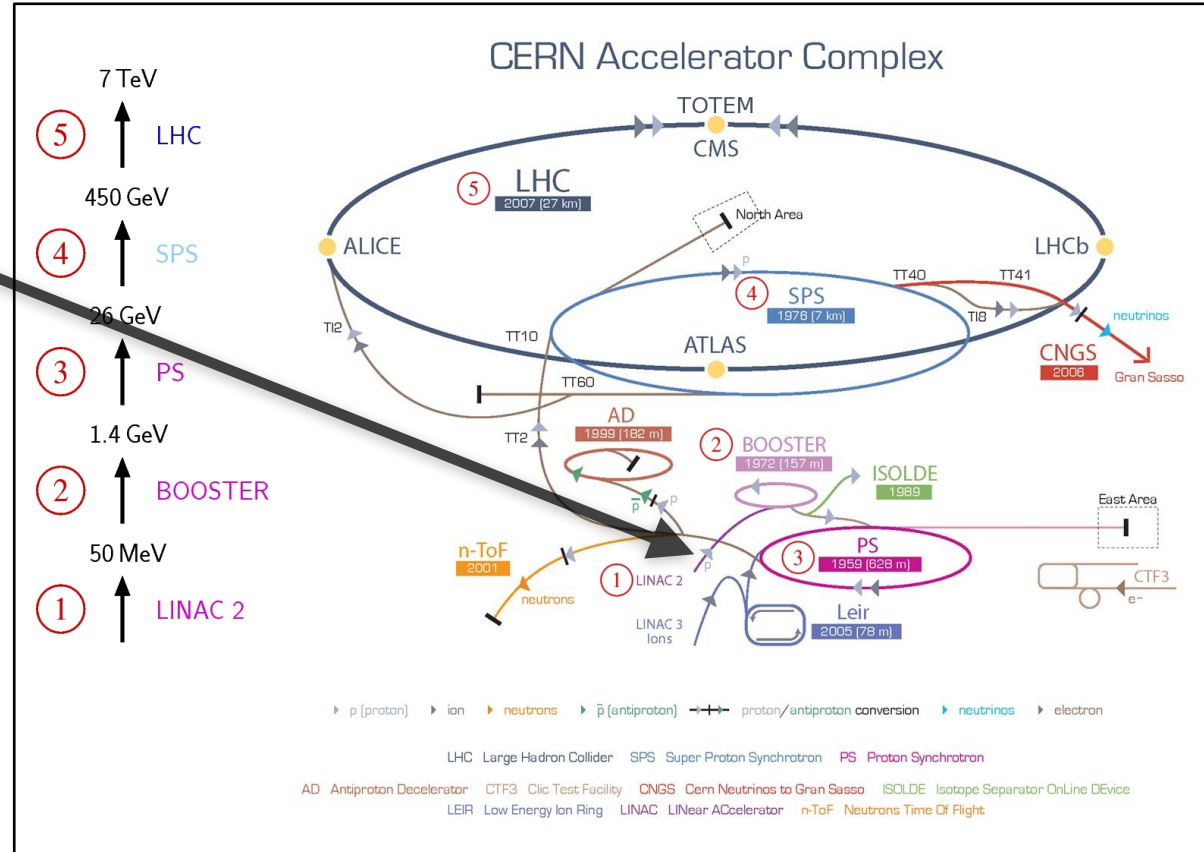 CERN Accelerator Complex
7 TeV
5
LHC
450 GeV
4
SPS
26 GeV
3
PS
1.4 GeV
2
BOOSTER
50 MeV
1
LINAC 2
TOTEM
CMS
5
LHC
2007 (27 km)
North Area
ALICE
LHCb
p
TT40
TT41
4
SPS
1976 (7 km)
TI8
TI2
TT10
neutrinos
ATLAS
CNGS
2006
Gran Sasso
TT60
AD
1999 (182 m)
TT2
2
BOOSTER
1972 (157 m)
ISOLDE
1989
p̅
p
East Area
n-ToF
2001
p
3
PS
1959 (628 m)
1
LINAC 2
neutrons
CTF3
e–
LINAC 3
Ions
Leir
2005 (78 m)
p (proton) ion neutrons p̅ (antiproton) proton/antiproton conversion neutrinos electron
LHC Large Hadron Collider SPS Super Proton Synchrotron PS Proton Synchrotron
AD Antiproton Decelerator CTF3 Clic Test Facility CNGS Cern Neutrinos to Gran Sasso ISOLDE Isotope Separator OnLine DEvice
LEIR Low Energy Ion Ring LINAC LINear ACcelerator n-ToF Neutrons Time Of Flight